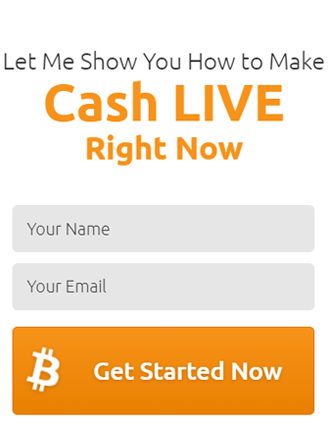 Let Me Show You How to Make
Cash LIVE
Right Now
Your Name
Your Email
Get Started Now